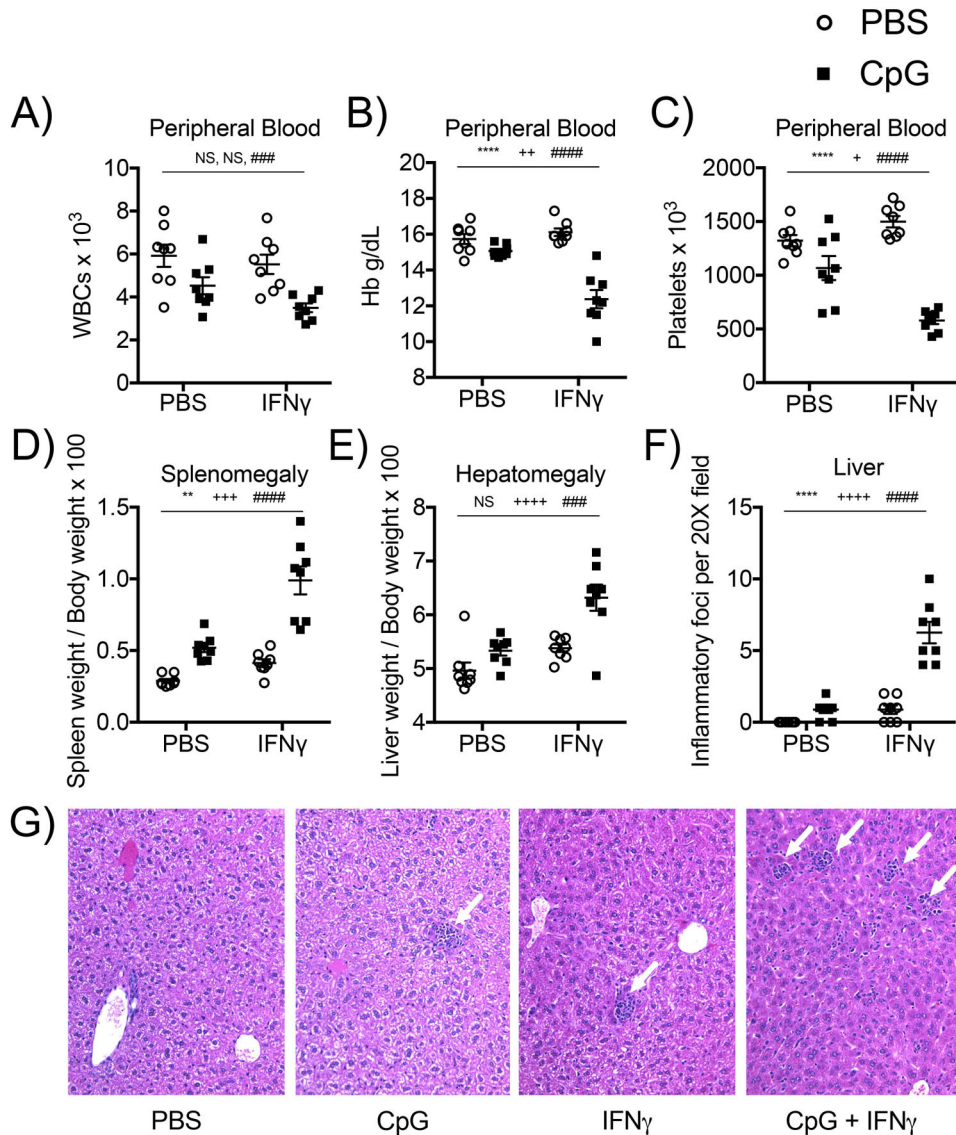 PBS
CpG
A)
Peripheral Blood
NS, NS, ###
WBCs x 10³
10
8
6
4
2
0
PBS
IFNγ
B)
Peripheral Blood
**** ++ ####
Hb g/dL
20
18
16
14
12
10
8
PBS
IFNγ
C)
Peripheral Blood
**** + ####
Platelets x 10³
2000
1500
1000
500
0
PBS
IFNγ
D)
Splenomegaly
** +++ ####
Spleen weight / Body weight x 100
1.5
1.0
0.5
0.0
PBS
IFNγ
E)
Hepatomegaly
NS ++++ ###
Liver weight / Body weight x 100
8
7
6
5
4
PBS
IFNγ
F)
Liver
**** ++++ ####
Inflammatory foci per 20X field
15
10
5
0
PBS
IFNγ
G)
PBS
CpG
IFNγ
CpG + IFNγ